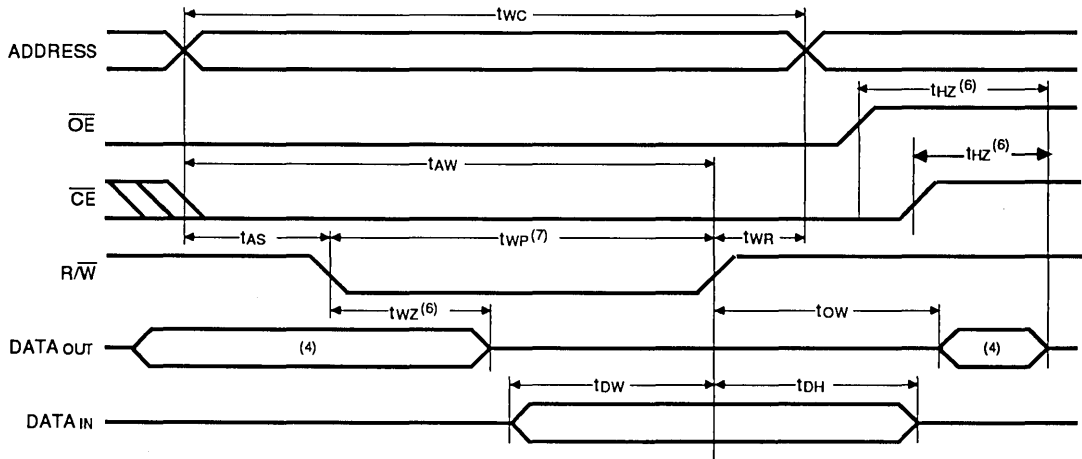 tWC
ADDRESS
tHZ(6)
OE
tAW
tHZ(6)
CE
tAS
tWP(7)
tWR
R/W
tWZ(6)
tOW
DATA OUT
(4)
(4)
tDW
tDH
DATA IN